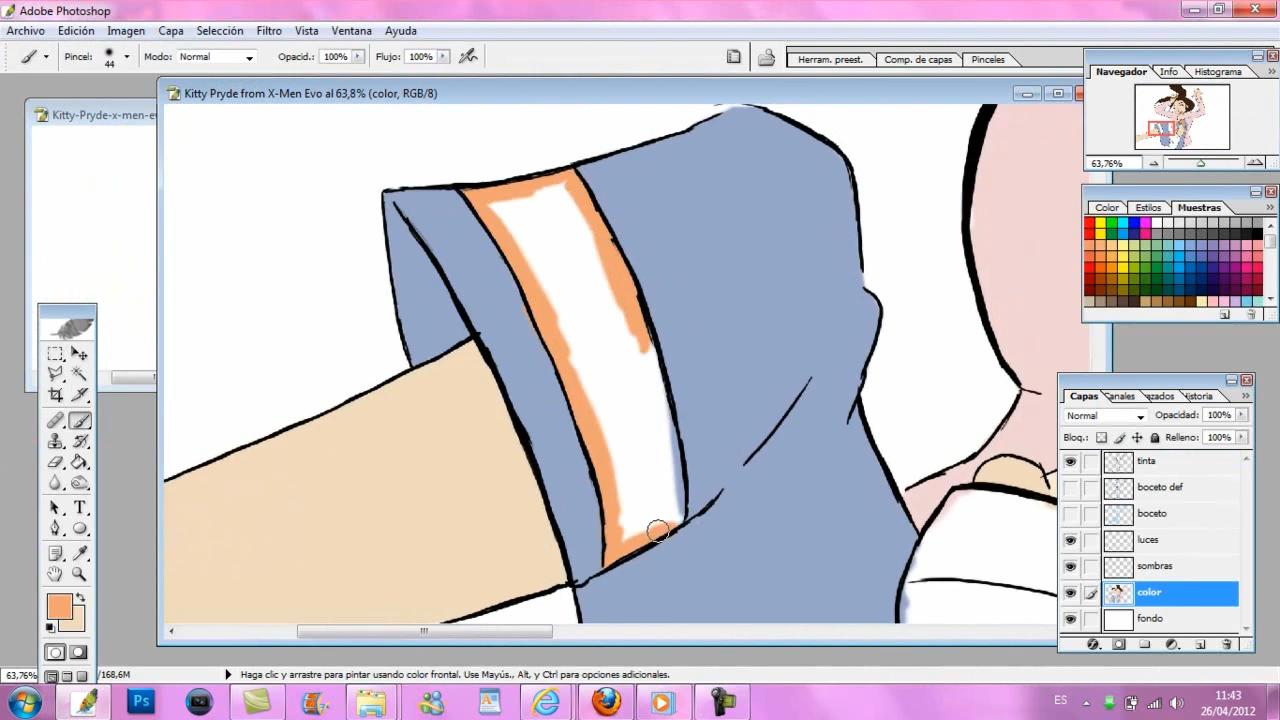 Adobe Photoshop
Archivo Edición Imagen Capa Selección Filtro Vista Ventana Ayuda
Pincel: 44 Modo: Normal Opacid.: 100% Flujo: 100% Herram. preest. Comp. de capas Pinceles
Navegador Info Histograma
63,76%
Kitty-Pryde-x-men-ev
Kitty Pryde from X-Men Evo al 63,8% (color, RGB/8)
Color Estilos Muestras
Capas Canales Historia
Normal Opacidad: 100%
Bloq.: Relleno: 100%
tinta
boceto def
boceto
luces
sombras
color
fondo
63,76% /168,6M Haga clic y arrastre para pintar usando color frontal. Use Mayús., Alt, y Ctrl para opciones adicionales.
Ps ES 11:43
26/04/2012